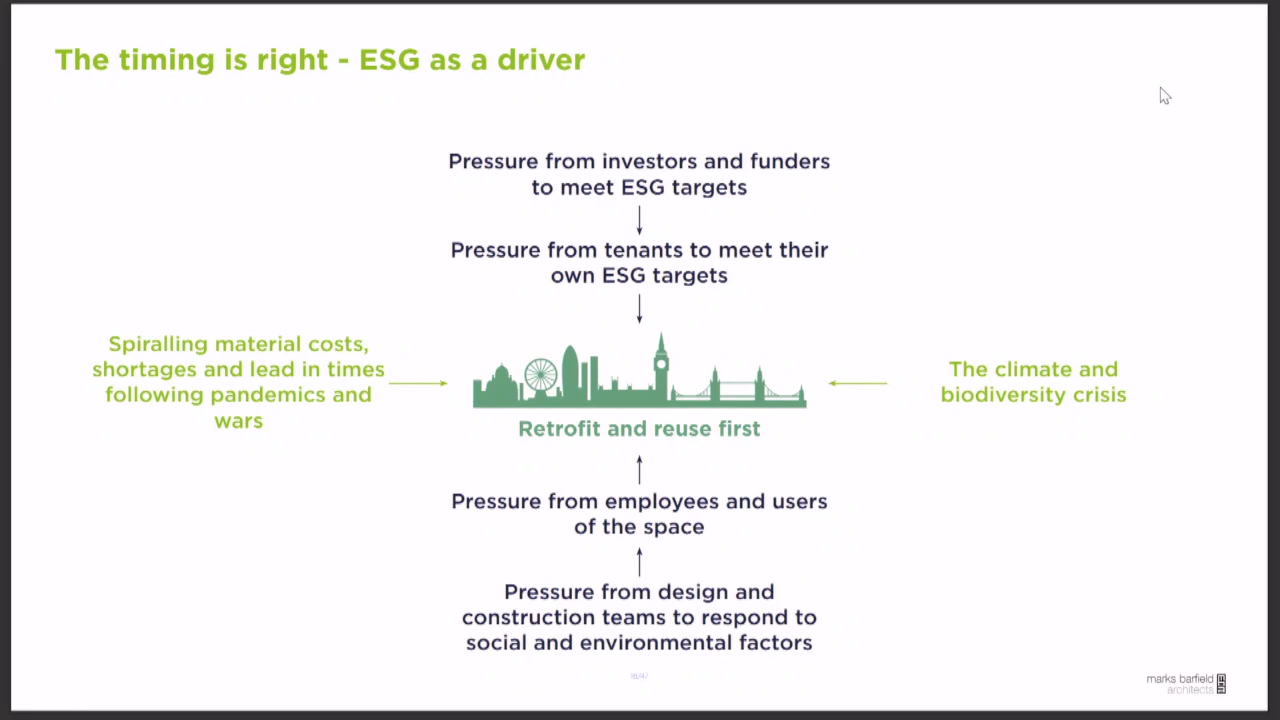 The timing is right - ESG as a driver
Pressure from investors and funders
to meet ESG targets
Pressure from tenants to meet their
own ESG targets
Spiralling material costs,
shortages and lead in times
following pandemics and
wars
The climate and
biodiversity crisis
Retrofit and reuse first
Pressure from employees and users
of the space
Pressure from design and
construction teams to respond to
social and environmental factors
marks barfield
architects